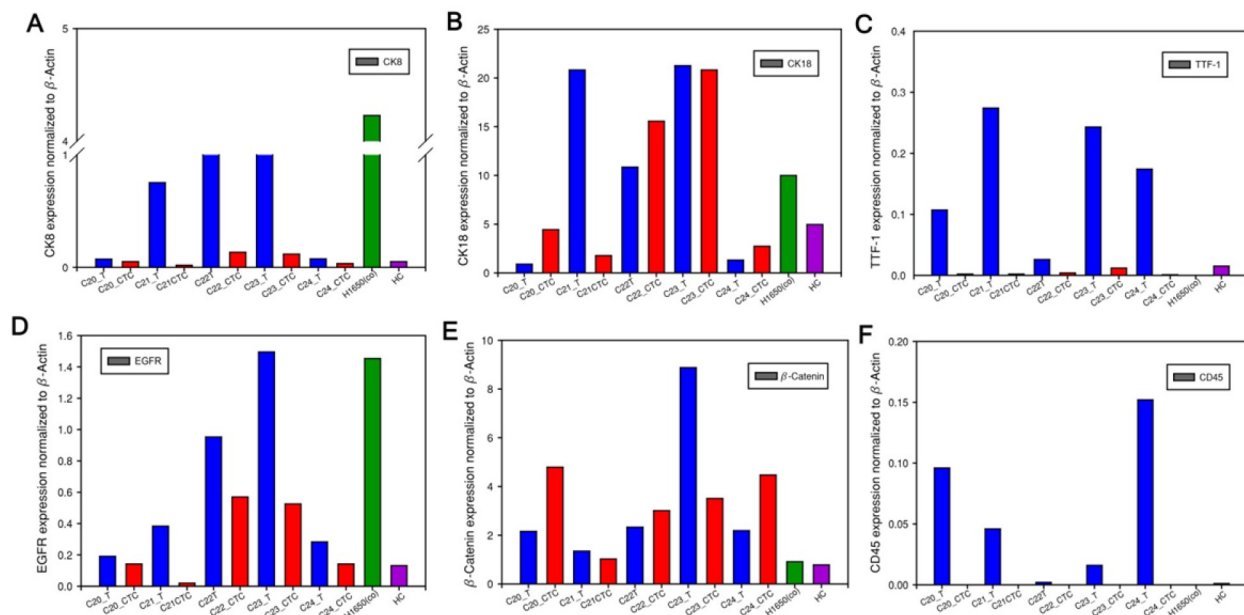 A
CK8 expression normalized to β-Actin
5
4
1
0
CK8
C20_T
C20_CTC
C21_T
C21CTC
C22T
C22_CTC
C23_T
C23_CTC
C24_T
C24_CTC
H1650(co)
HC
B
CK18 expression normalized to β-Actin
25
20
15
10
5
0
CK18
C20_T
C20_CTC
C21_T
C21CTC
C22T
C22_CTC
C23_T
C23_CTC
C24_T
C24_CTC
H1650(co)
HC
C
TTF-1 expression normalized to β-Actin
0.4
0.3
0.2
0.1
0.0
TTF-1
C20_T
C20_CTC
C21_T
C21CTC
C22T
C22_CTC
C23_T
C23_CTC
C24_T
C24_CTC
H1650(co)
HC
D
EGFR expression normalized to β-Actin
1.6
1.4
1.2
1.0
0.8
0.6
0.4
0.2
0.0
EGFR
C20_T
C20_CTC
C21_T
C21CTC
C22T
C22_CTC
C23_T
C23_CTC
C24_T
C24_CTC
H1650(co)
HC
E
β-Catenin expression normalized to β-Actin
10
8
6
4
2
0
β-Catenin
C20_T
C20_CTC
C21_T
C21CTC
C22T
C22_CTC
C23_T
C23_CTC
C24_T
C24_CTC
H1650(co)
HC
F
CD45 expression normalized to β-Actin
0.20
0.15
0.10
0.05
0.00
CD45
C20_T
C20_CTC
C21_T
C21CTC
C22T
C22_CTC
C23_T
C23_CTC
C24_T
C24_CTC
H1650(co)
HC